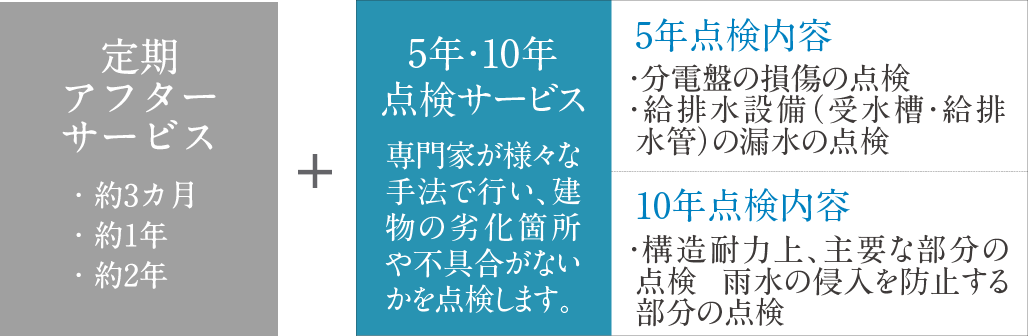 定期
アフター
サービス
・約3カ月
・約1年
・約2年
+
5年・10年
点検サービス
専門家が様々な
手法で行い、建
物の劣化箇所
や不具合がない
かを点検します。
5年点検内容
・分電盤の損傷の点検
・給排水設備(受水槽・給排
水管)の漏水の点検
10年点検内容
・構造耐力上、主要な部分の
点検　雨水の侵入を防止する
部分の点検